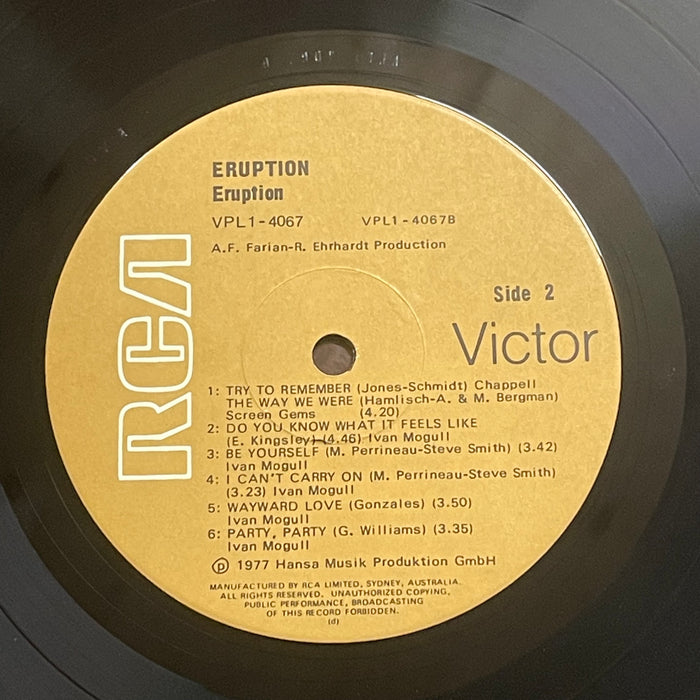 ERUPTION
Eruption
VPL1-4067 VPL1-4067B
A.F. Farian-R. Ehrhardt Production
Side 2
RCA
Victor
1: TRY TO REMEMBER (Jones-Schmidt) Chappell
THE WAY WE WERE (Hamlisch-A. & M. Bergman)
Screen Gems (4.20)
2: DO YOU KNOW WHAT IT FEELS LIKE
(E. Kingsley) (4.46) Ivan Mogull
3: BE YOURSELF (M. Perrineau-Steve Smith) (3.42)
Ivan Mogull
4: I CAN'T CARRY ON (M. Perrineau-Steve Smith)
(3.23) Ivan Mogull
5: WAYWARD LOVE (Gonzales) (3.50)
Ivan Mogull
6: PARTY, PARTY (G. Williams) (3.35)
Ivan Mogull
℗ 1977 Hansa Musik Produktion GmbH
MANUFACTURED BY RCA LIMITED, SYDNEY, AUSTRALIA.
ALL RIGHTS RESERVED. UNAUTHORIZED COPYING,
PUBLIC PERFORMANCE, BROADCASTING
OF THIS RECORD FORBIDDEN.
(d)